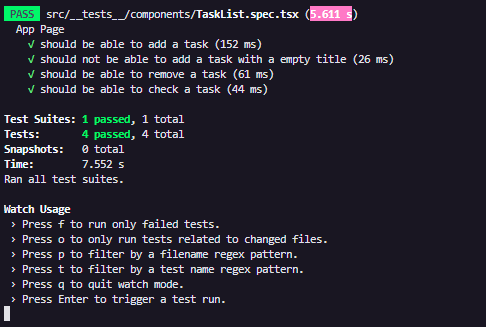 PASS src/__tests__/components/TaskList.spec.tsx (5.611 s)
App Page
√ should be able to add a task (152 ms)
√ should not be able to add a task with a empty title (26 ms)
√ should be able to remove a task (61 ms)
√ should be able to check a task (44 ms)
Test Suites: 1 passed, 1 total
Tests: 4 passed, 4 total
Snapshots: 0 total
Time: 7.552 s
Ran all test suites.
Watch Usage
› Press f to run only failed tests.
› Press o to only run tests related to changed files.
› Press p to filter by a filename regex pattern.
› Press t to filter by a test name regex pattern.
› Press q to quit watch mode.
› Press Enter to trigger a test run.